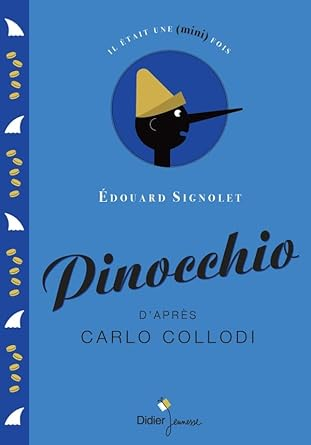 IL ÉTAIT UNE (mini) FOIS
ÉDOUARD SIGNOLET
Pinocchio
D'APRÈS
CARLO COLLODI
Didier Jeunesse